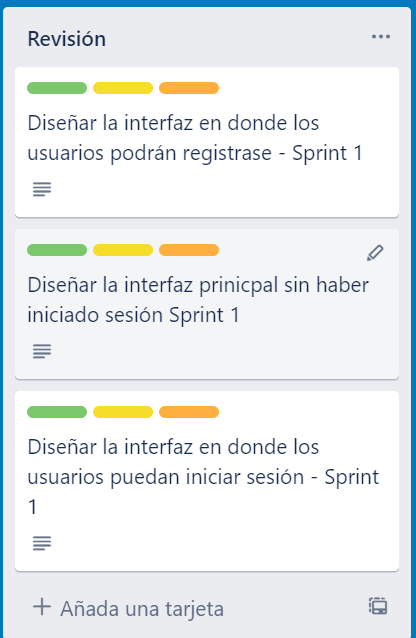 Revisión
Diseñar la interfaz en donde los
usuarios podrán registrase - Sprint 1
Diseñar la interfaz prinicpal sin haber
iniciado sesión Sprint 1
Diseñar la interfaz en donde los
usuarios puedan iniciar sesión - Sprint
1
Añada una tarjeta